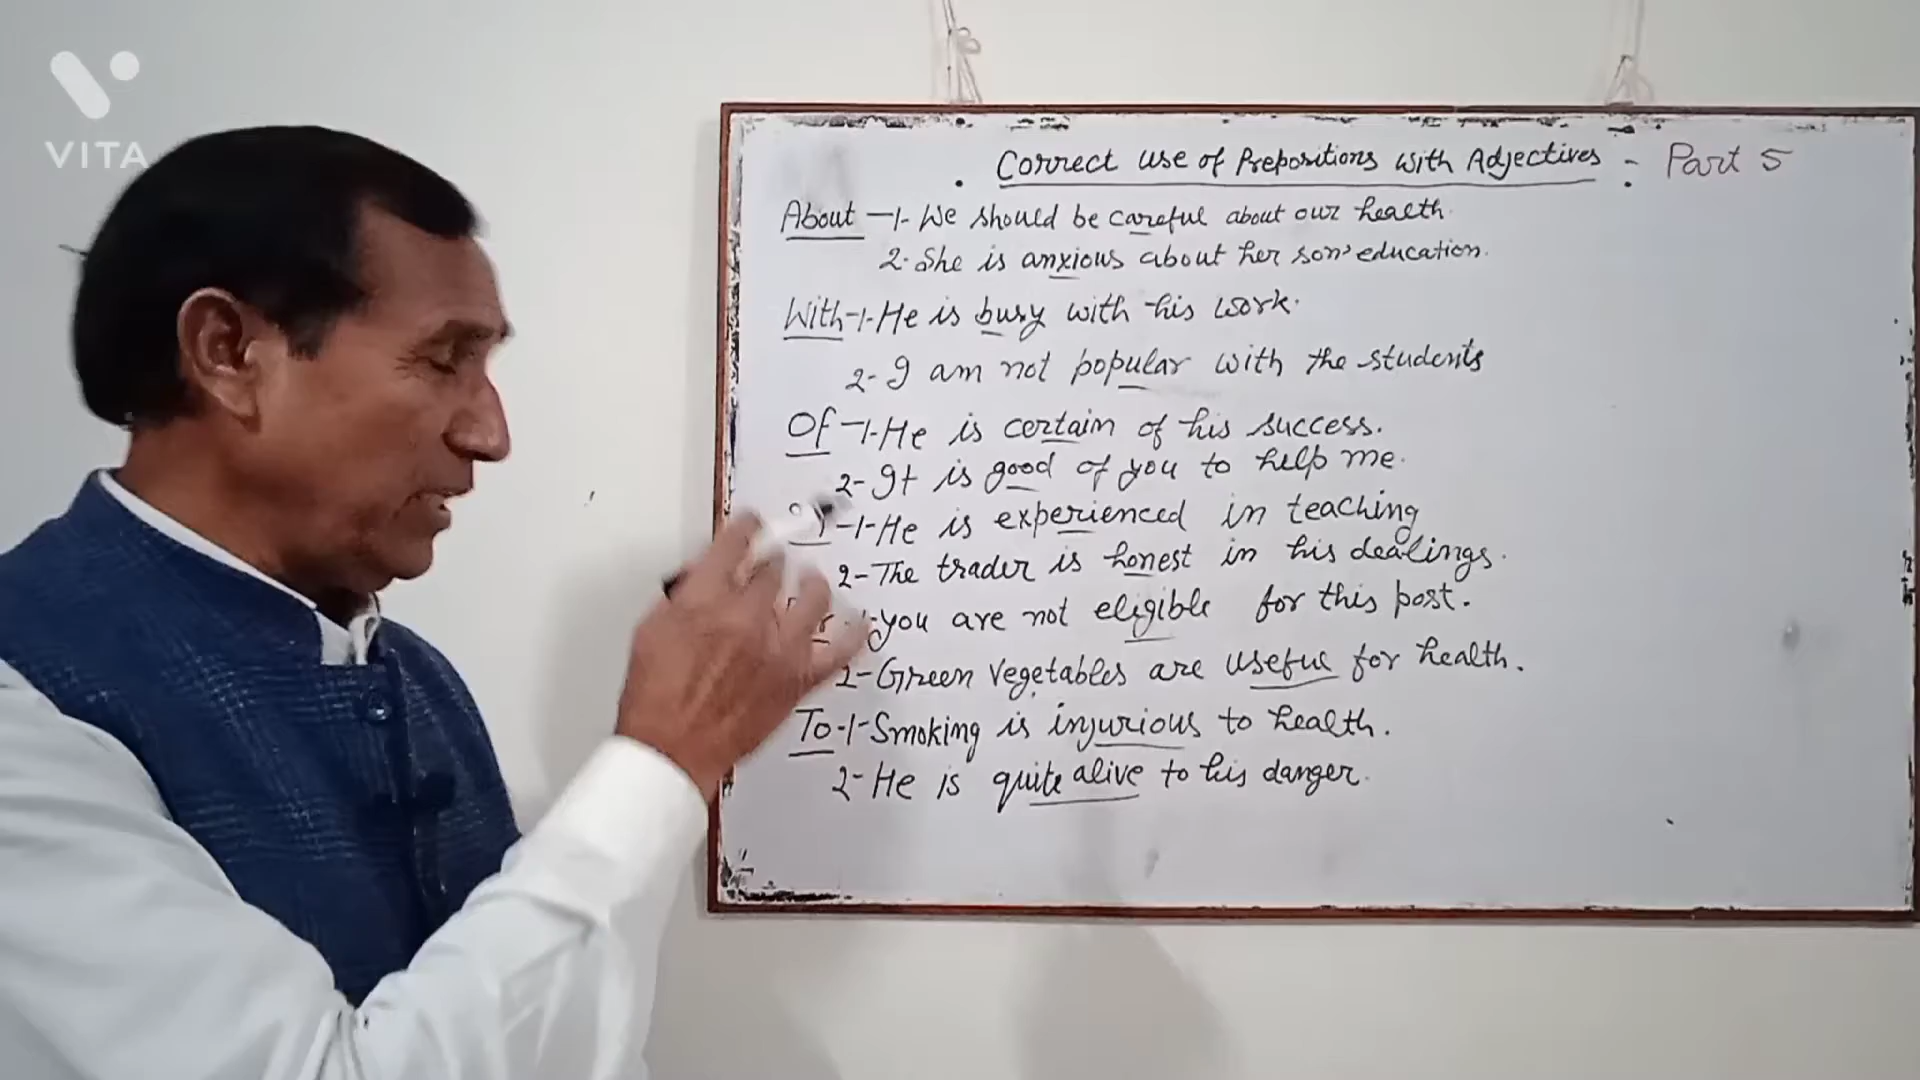 VITA
Correct use of Prepositions with Adjectives :- Part 5
About -1- We should be careful about our health.
2- She is anxious about her son's education.
With -1- He is busy with his work.
2- I am not popular with the students
Of -1- He is certain of his success.
2- It is good of you to help me.
-1- He is experienced in teaching
2- The trader is honest in his dealings.
you are not eligible for this post.
2- Green vegetables are useful for health.
To -1- Smoking is injurious to health.
2- He is quite alive to his danger.